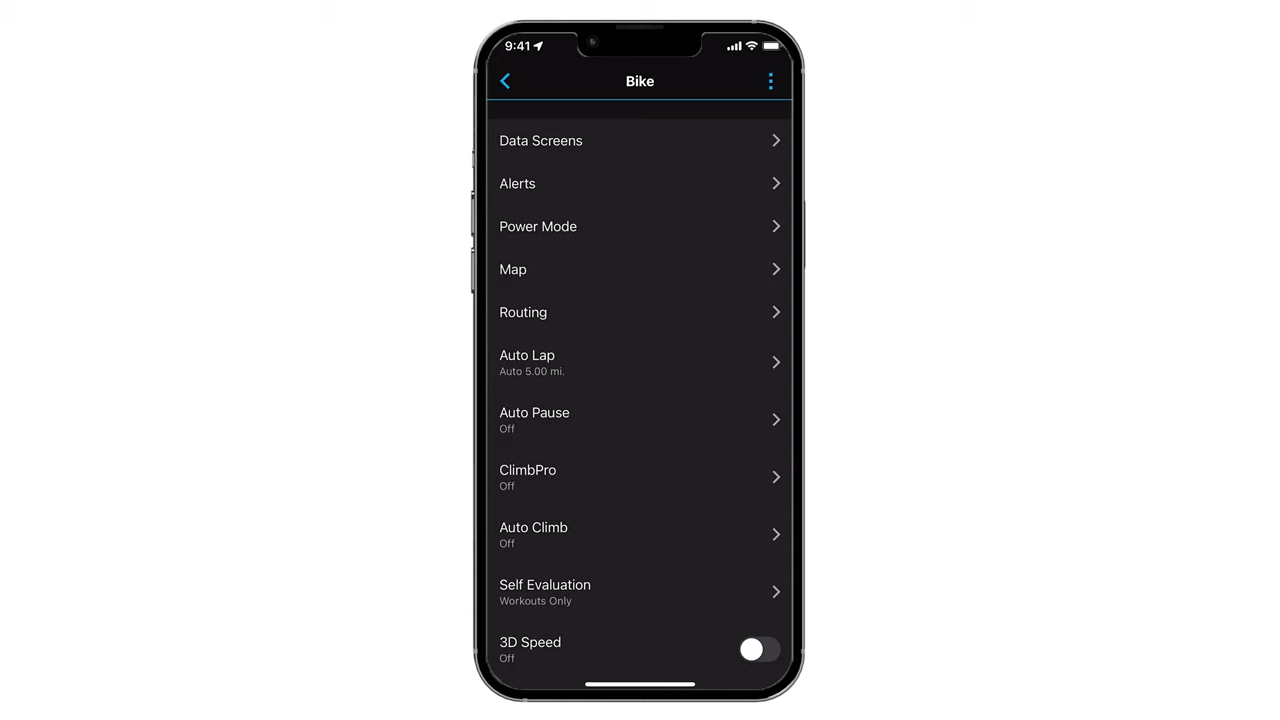 9:41
Bike
Data Screens
Alerts
Power Mode
Map
Routing
Auto Lap
Auto 5.00 mi.
Auto Pause
Off
ClimbPro
Off
Auto Climb
Off
Self Evaluation
Workouts Only
3D Speed
Off